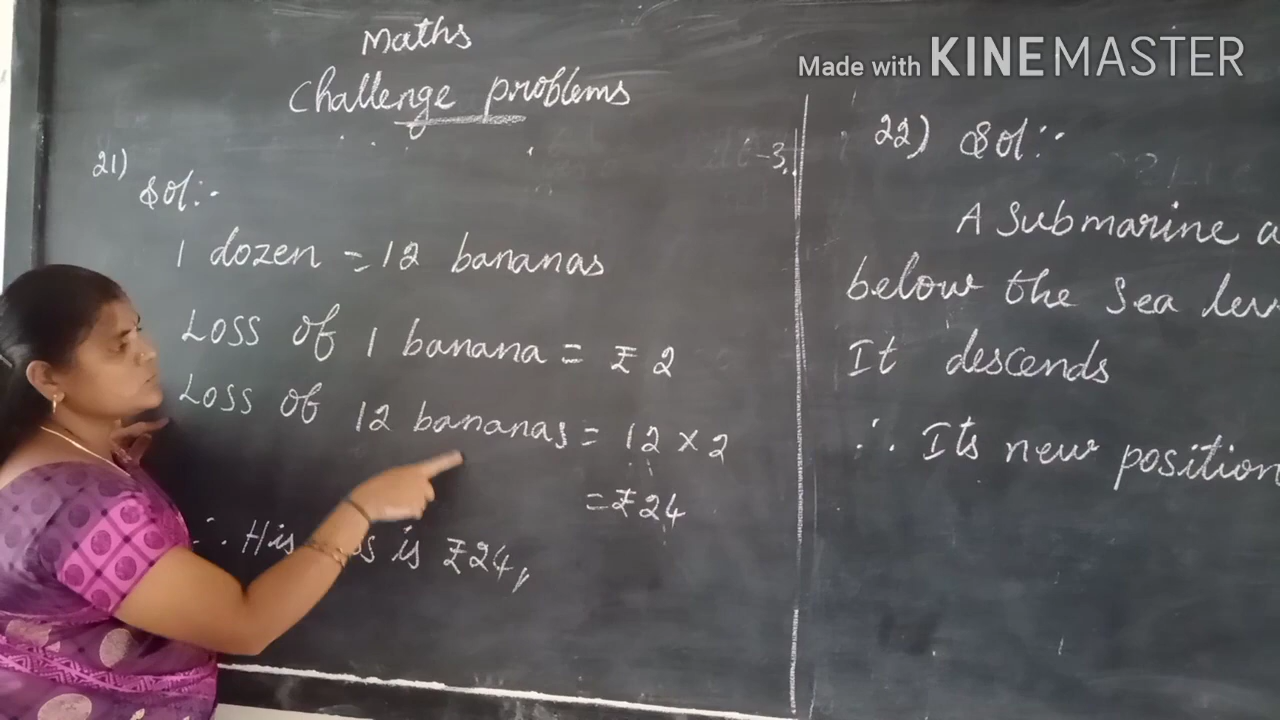 Maths
Challenge problems
21)
Sol:-
1 dozen = 12 bananas
Loss of 1 banana = ₹ 2
Loss of 12 bananas = 12 × 2
= ₹ 24
∴ His is ₹24,,
22) Sol:-
A Submarine
below the Sea
It descends
∴ Its new position
Made with KINEMASTER